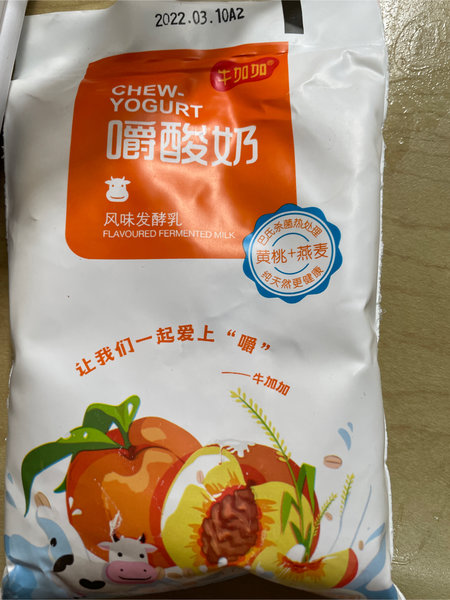 2022.03.10A2
牛加加®
CHEW-
YOGURT
嚼酸奶
风味发酵乳
FLAVOURED FERMENTED MILK
巴氏杀菌热处理
黄桃+燕麦
纯天然更健康
让我们一起爱上“嚼”
——牛加加